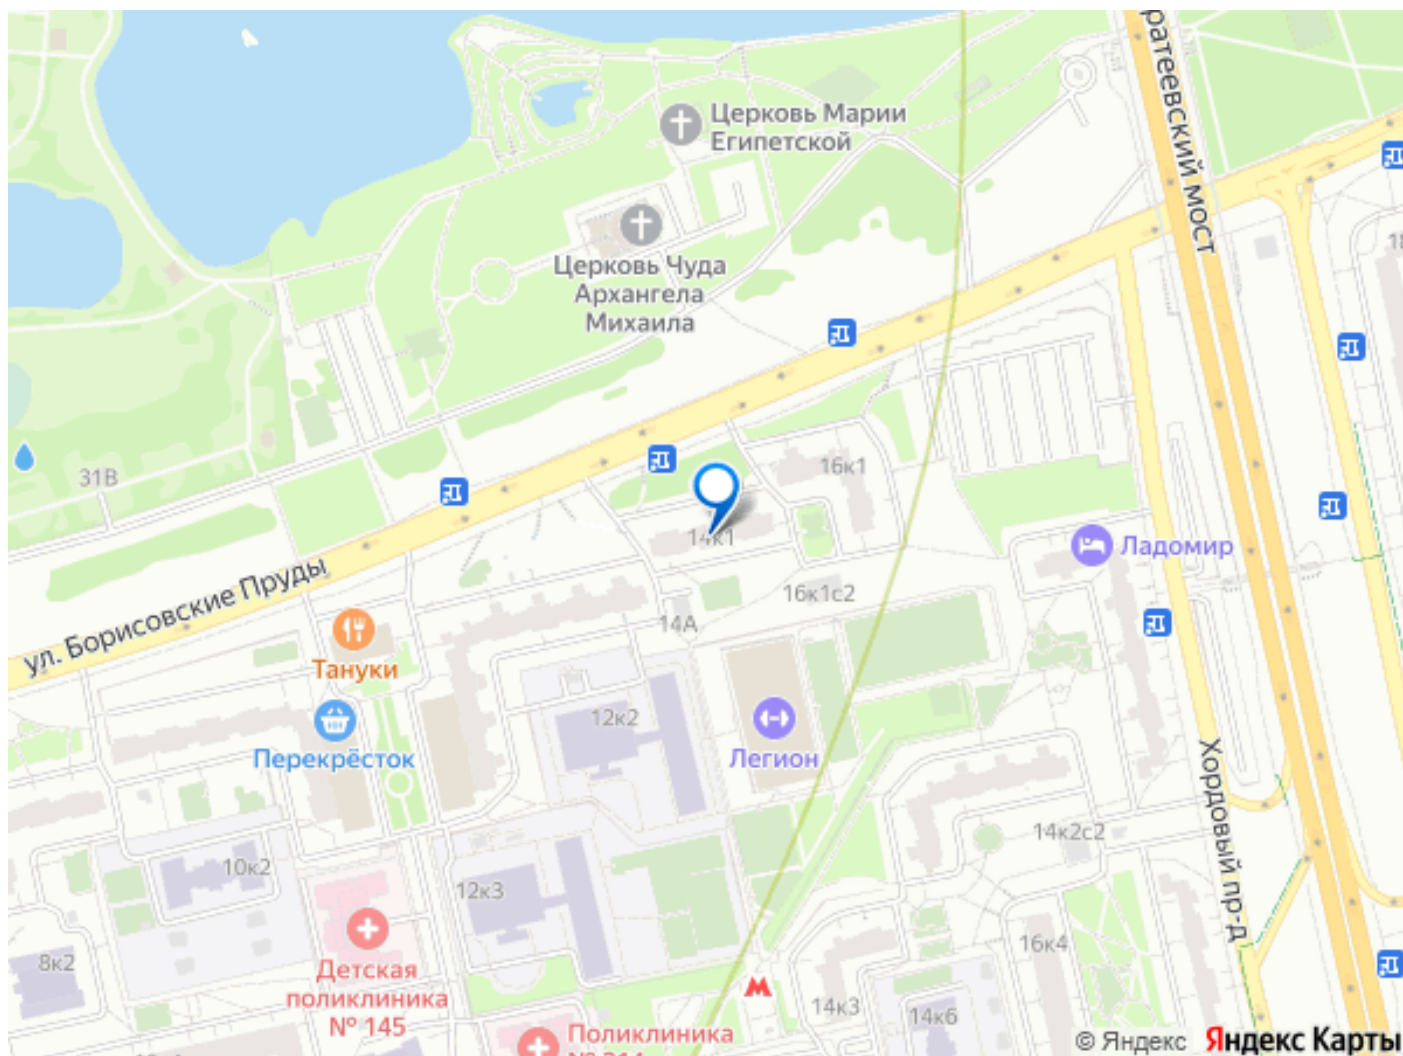 ратеевский мост
Церковь Марии
Египетской
Церковь Чуда
Архангела
Михаила
18
31В
16к1
14к1
Ладомир
16к1с2
ул. Борисовские Пруды
14А
Тануки
12к2
Перекрёсток
Легион
Хордовый пр-д
14к2с2
10к2
12к3
8к2
16к4
Детская
поликлиника
№ 145
14к3
14к6
Поликлиника
© Яндекс Яндекс Карты